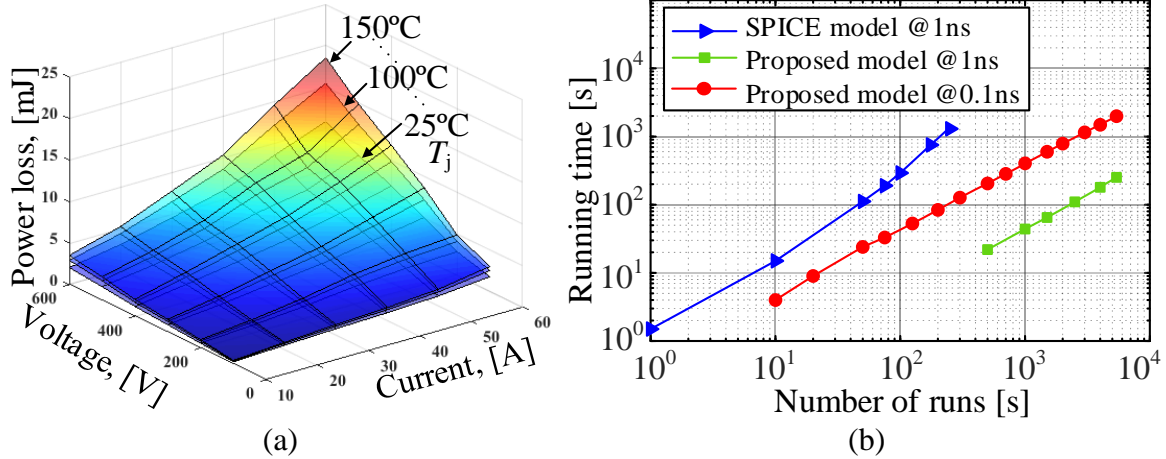 150ºC
100ºC
25ºC
Tj
Power loss, [mJ]
25
20
15
10
5
0
600
400
200
0
Voltage, [V]
10
20
30
40
50
60
Current, [A]
(a)
SPICE model @1ns
Proposed model @1ns
Proposed model @0.1ns
Running time [s]
10^4
10^3
10^2
10^1
10^0
10^0
10^1
10^2
10^3
10^4
Number of runs [s]
(b)